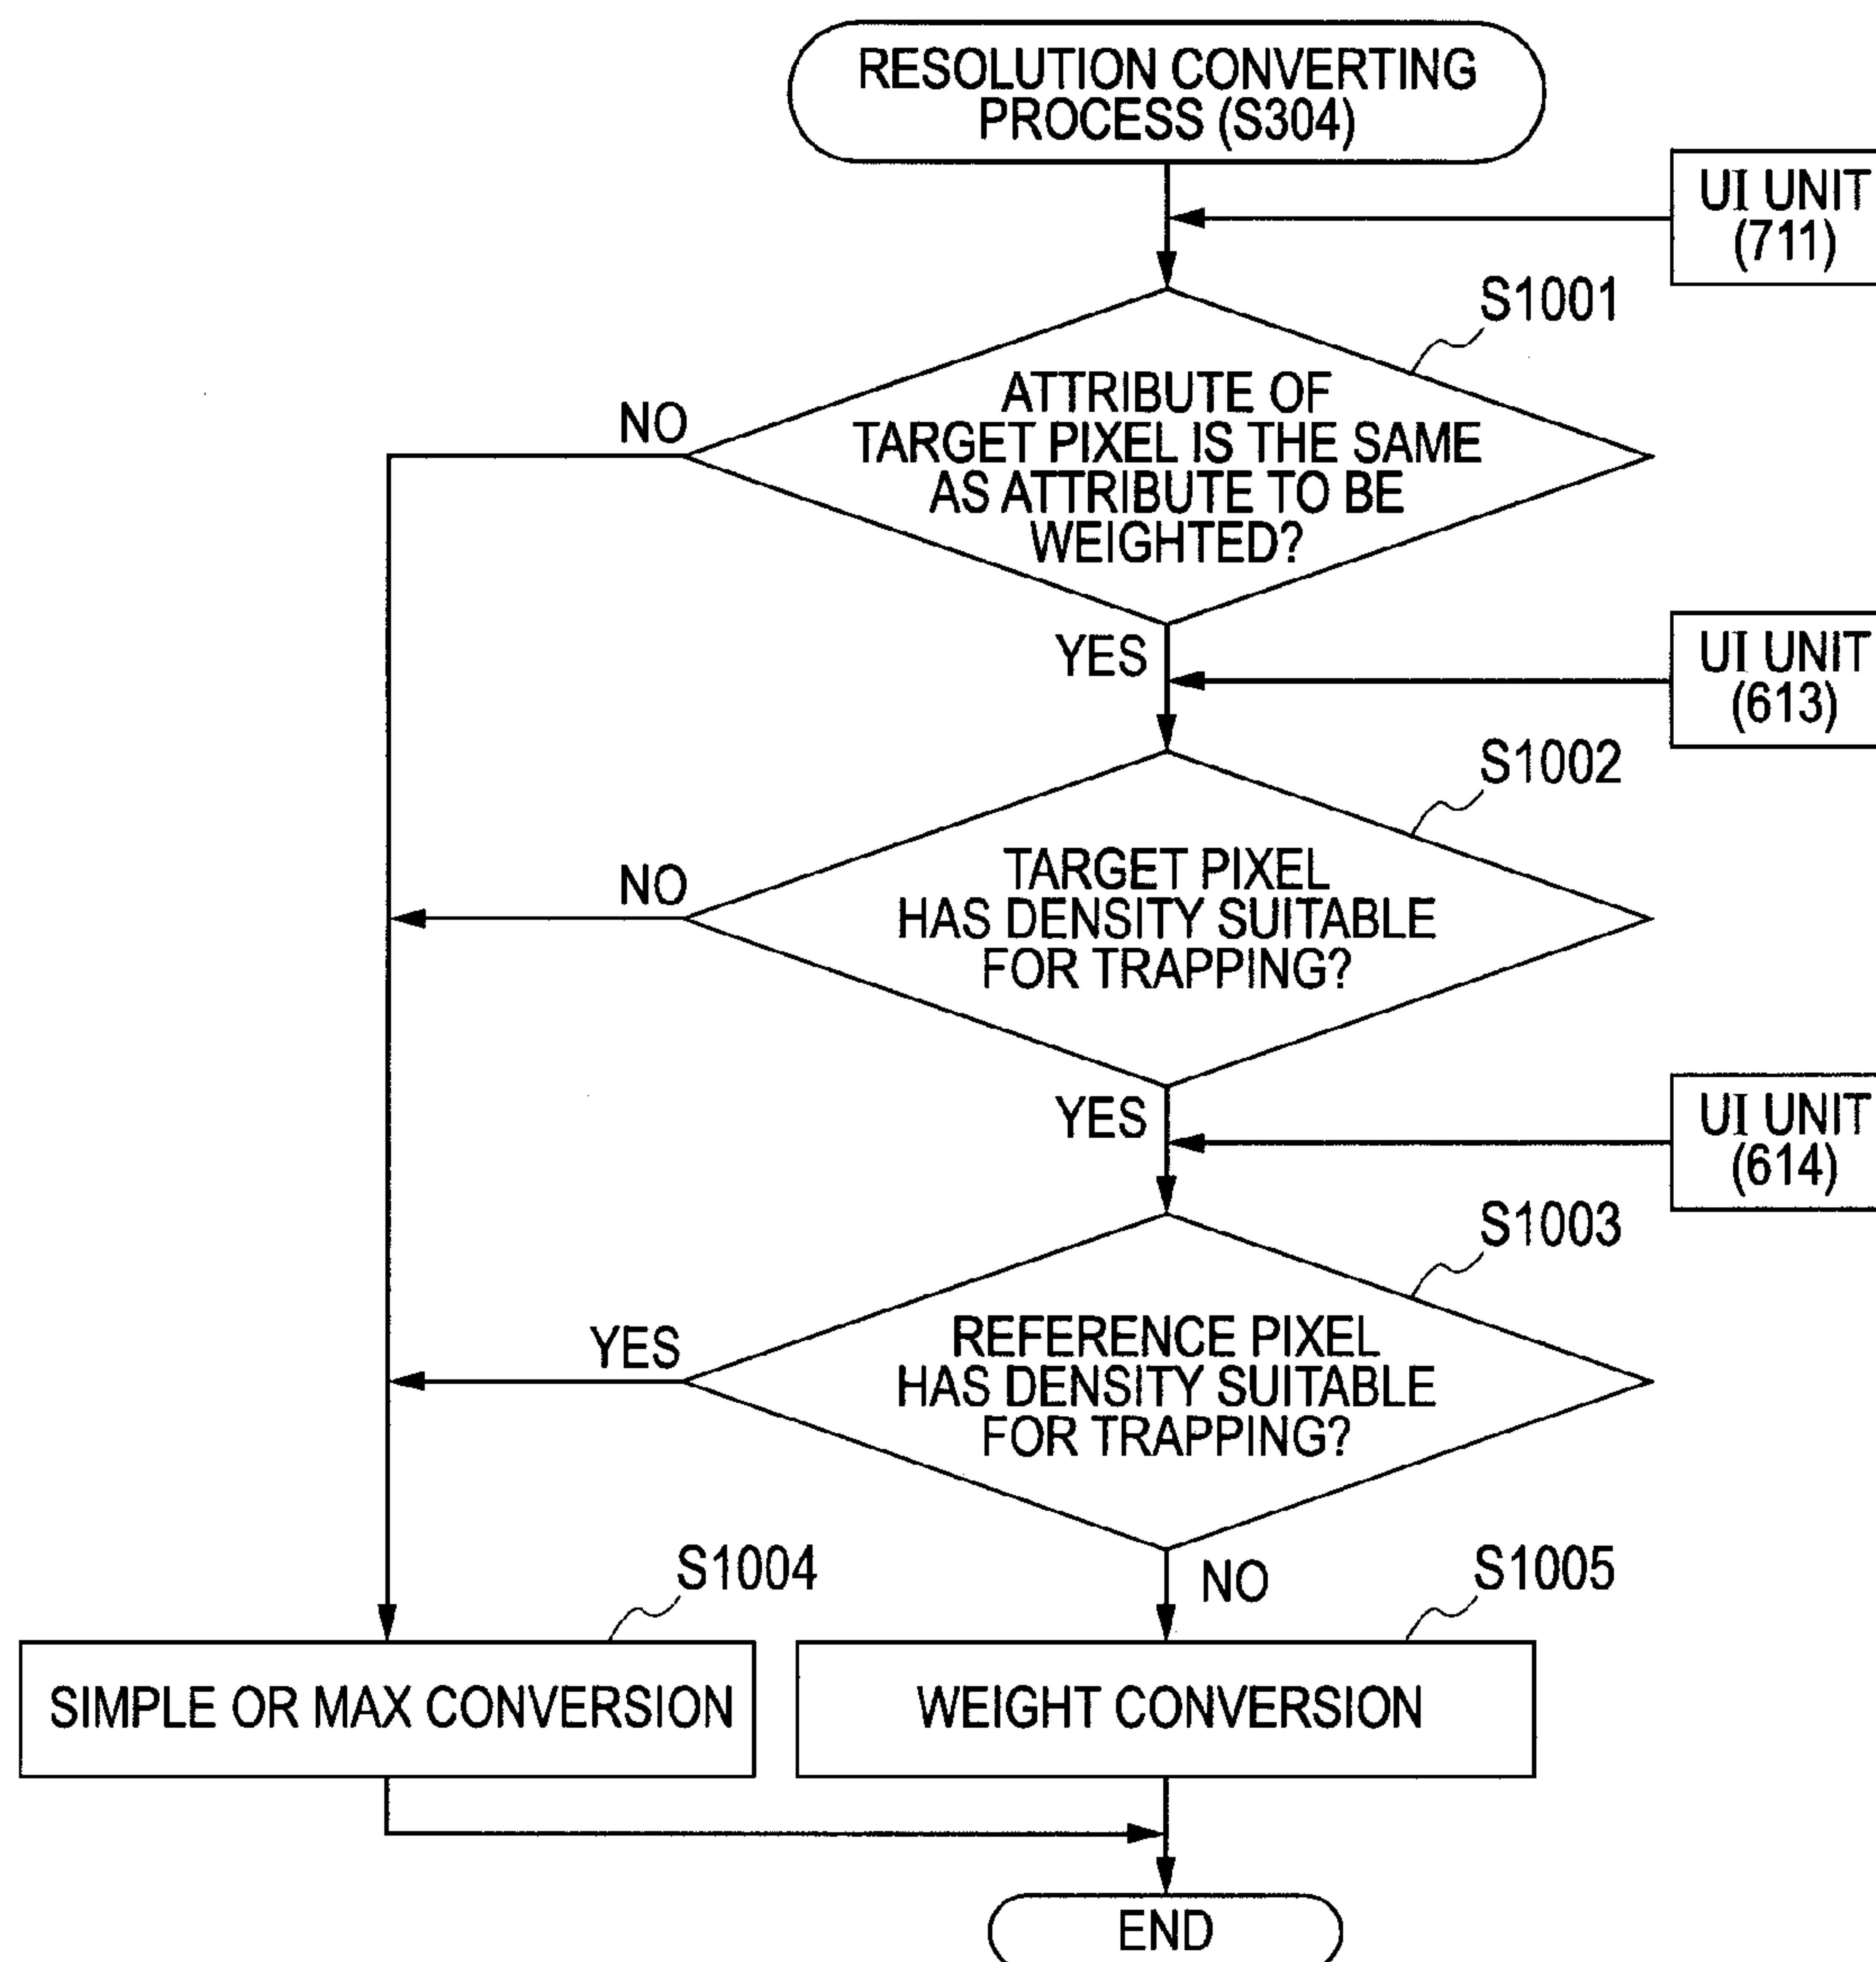 RESOLUTION CONVERTING
PROCESS (S304)
UI UNIT
(711)
S1001
ATTRIBUTE OF
TARGET PIXEL IS THE SAME
AS ATTRIBUTE TO BE
WEIGHTED?
NO
YES
UI UNIT
(613)
S1002
TARGET PIXEL
HAS DENSITY SUITABLE
FOR TRAPPING?
NO
YES
UI UNIT
(614)
S1003
REFERENCE PIXEL
HAS DENSITY SUITABLE
FOR TRAPPING?
YES
NO
S1004
SIMPLE OR MAX CONVERSION
S1005
WEIGHT CONVERSION
END